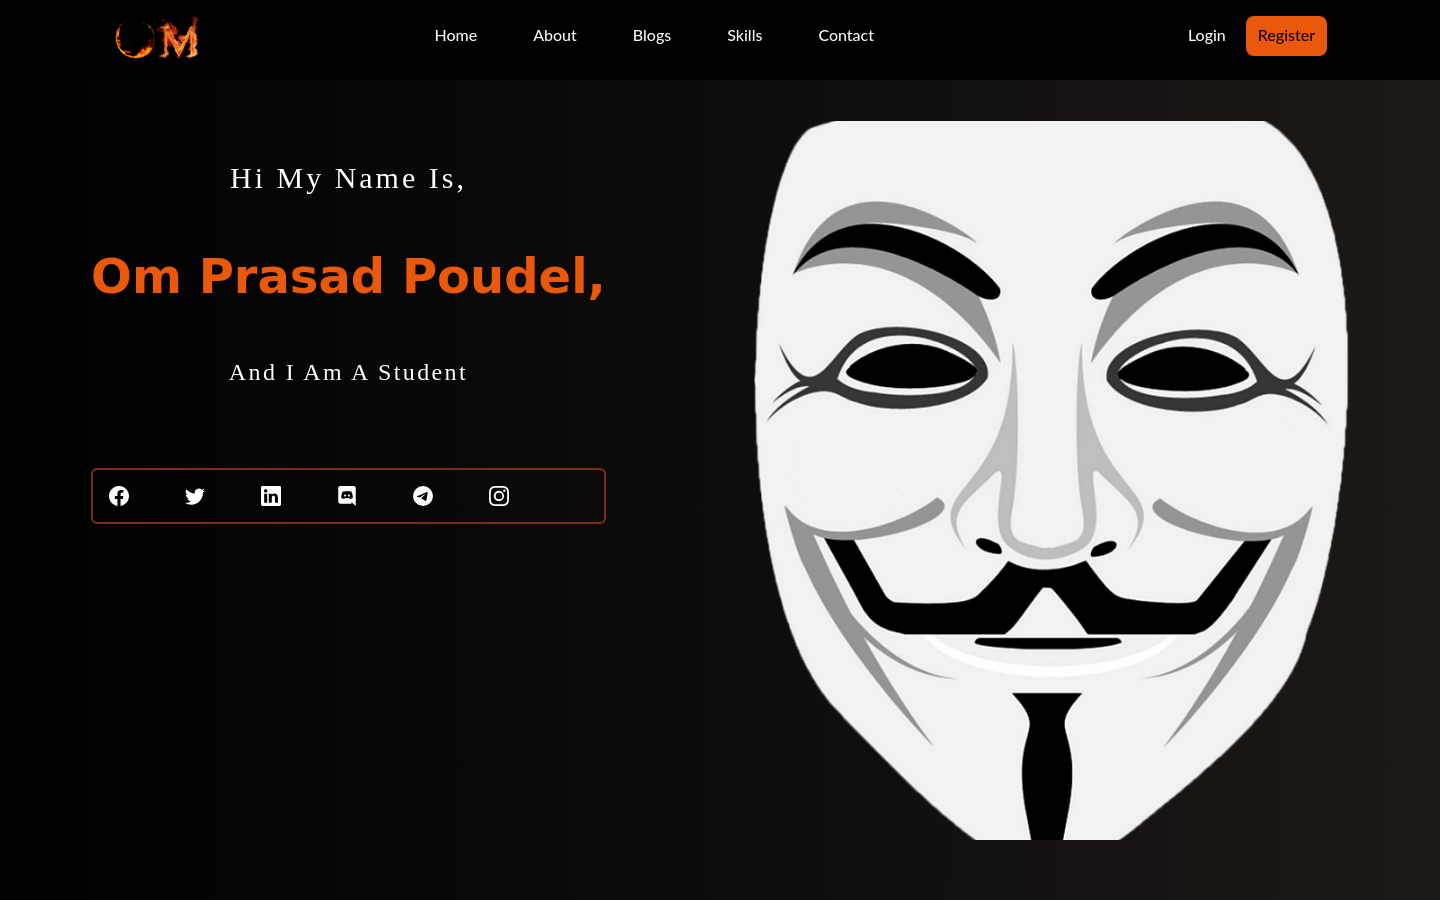 OM
Home About Blogs Skills Contact
Login Register
Hi My Name Is,
Om Prasad Poudel,
And I Am A Student